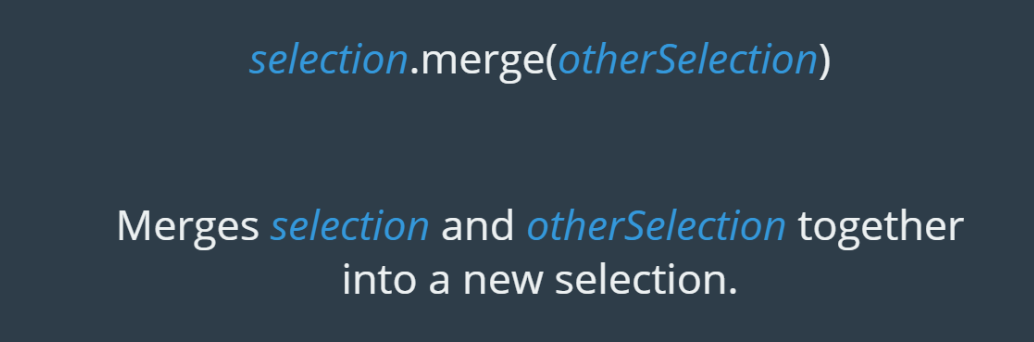 selection.merge(otherSelection)
Merges selection and otherSelection together
into a new selection.